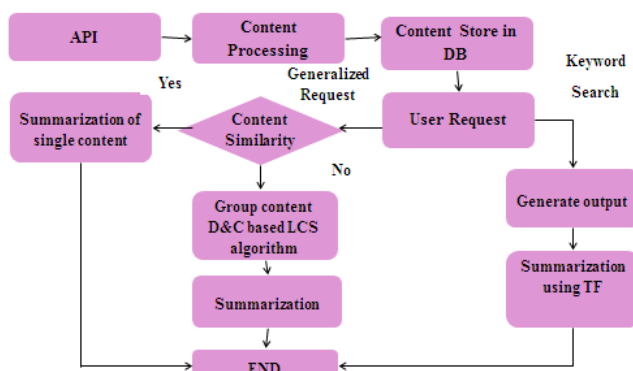 API
Content
Processing
Content Store in
DB
Keyword
Search
Generalized
Request
Yes
Summarization of
single content
Content
Similarity
User Request
No
Group content
D&C based LCS
algorithm
Generate output
Summarization
Summarization
using TF
END